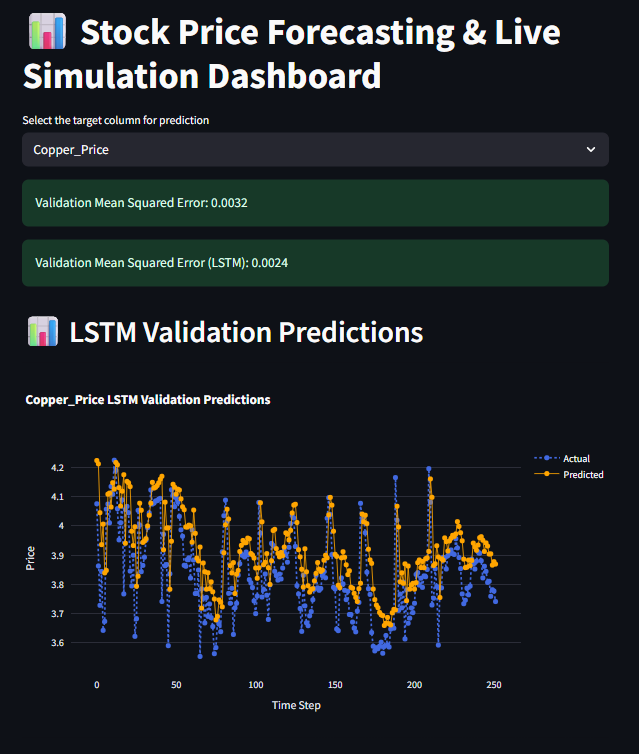 Stock Price Forecasting & Live
Simulation Dashboard
Select the target column for prediction
Copper_Price
Validation Mean Squared Error: 0.0032
Validation Mean Squared Error (LSTM): 0.0024
LSTM Validation Predictions
Copper_Price LSTM Validation Predictions
Actual
Predicted
4.2
4.1
4
3.9
3.8
3.7
3.6
Price
0 50 100 150 200 250
Time Step